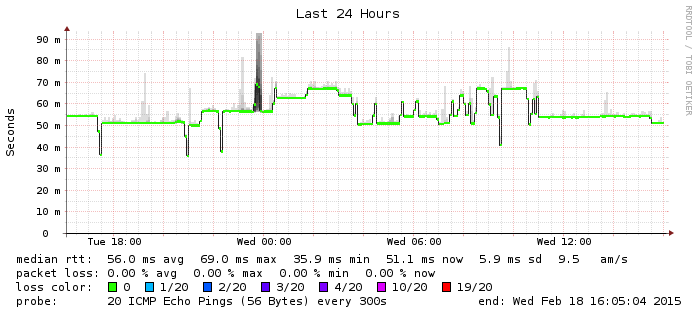 Last 24 Hours
RRDTOOL / TOBI OETIKER
Seconds
90 m
80 m
70 m
60 m
50 m
40 m
30 m
20 m
10 m
0
Tue 18:00 Wed 00:00 Wed 06:00 Wed 12:00
median rtt: 56.0 ms avg 69.0 ms max 35.9 ms min 51.1 ms now 5.9 ms sd 9.5 am/s
packet loss: 0.00 % avg 0.00 % max 0.00 % min 0.00 % now
loss color: 0 1/20 2/20 3/20 4/20 10/20 19/20
probe: 20 ICMP Echo Pings (56 Bytes) every 300s end: Wed Feb 18 16:05:04 2015